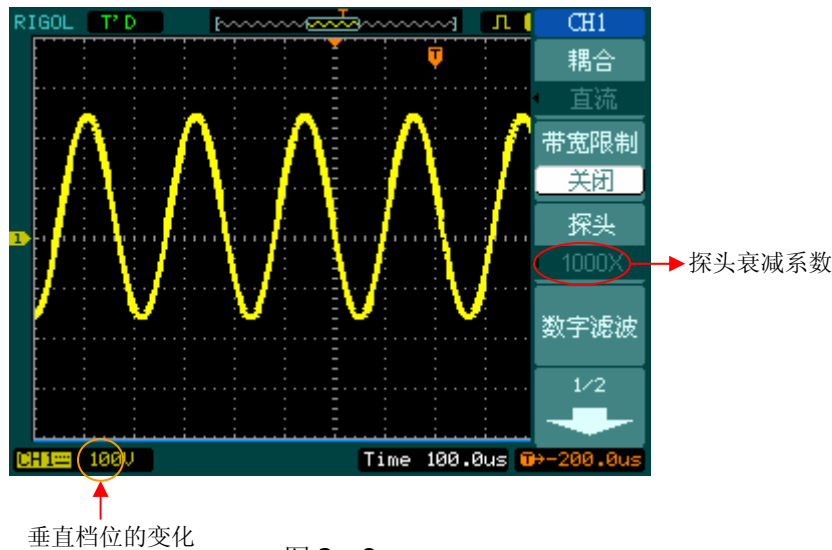 RIGOL T'D T CH1
T
耦合
直流
带宽限制
关闭
探头
1000X
探头衰减系数
数字滤波
1/2
1
CH1 100V Time 100.0us T→-200.0us
垂直档位的变化